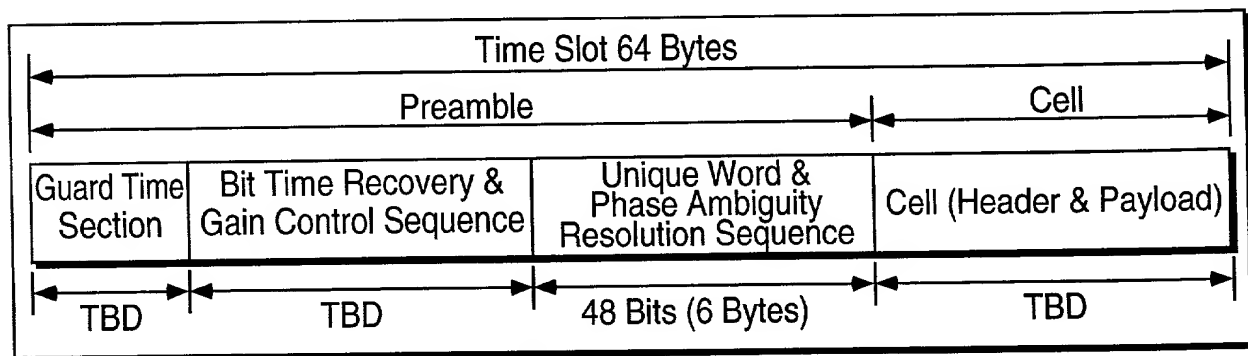 Time Slot 64 Bytes
Preamble
Cell
Guard Time
Section
Bit Time Recovery &
Gain Control Sequence
Unique Word &
Phase Ambiguity
Resolution Sequence
Cell (Header & Payload)
TBD
TBD
48 Bits (6 Bytes)
TBD